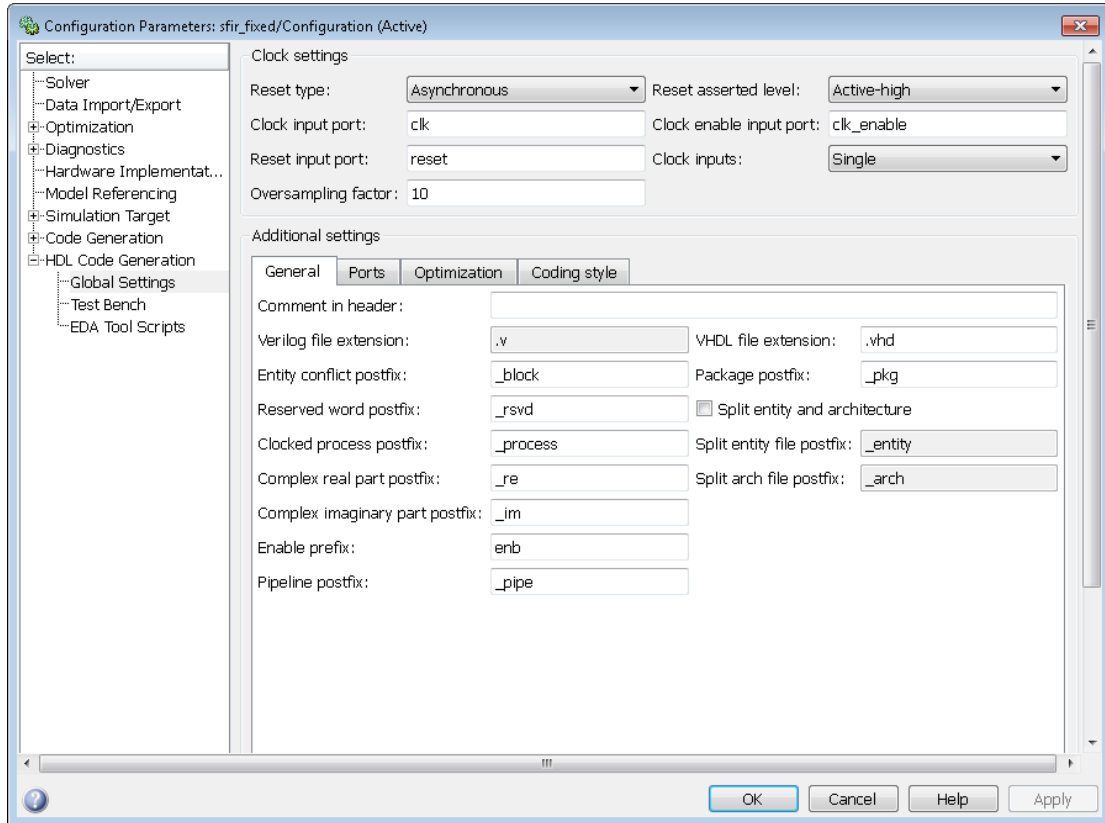 Configuration Parameters: sfir_fixed/Configuration (Active)
Select:
Solver
Data Import/Export
Optimization
Diagnostics
Hardware Implementat...
Model Referencing
Simulation Target
Code Generation
HDL Code Generation
Global Settings
Test Bench
EDA Tool Scripts
Clock settings
Reset type: Asynchronous Reset asserted level: Active-high
Clock input port: clk Clock enable input port: clk_enable
Reset input port: reset Clock inputs: Single
Oversampling factor: 10
Additional settings
General Ports Optimization Coding style
Comment in header:
Verilog file extension: .v VHDL file extension: .vhd
Entity conflict postfix: _block Package postfix: _pkg
Reserved word postfix: _rsvd Split entity and architecture
Clocked process postfix: _process Split entity file postfix: _entity
Complex real part postfix: _re Split arch file postfix: _arch
Complex imaginary part postfix: _im
Enable prefix: enb
Pipeline postfix: _pipe
OK Cancel Help Apply